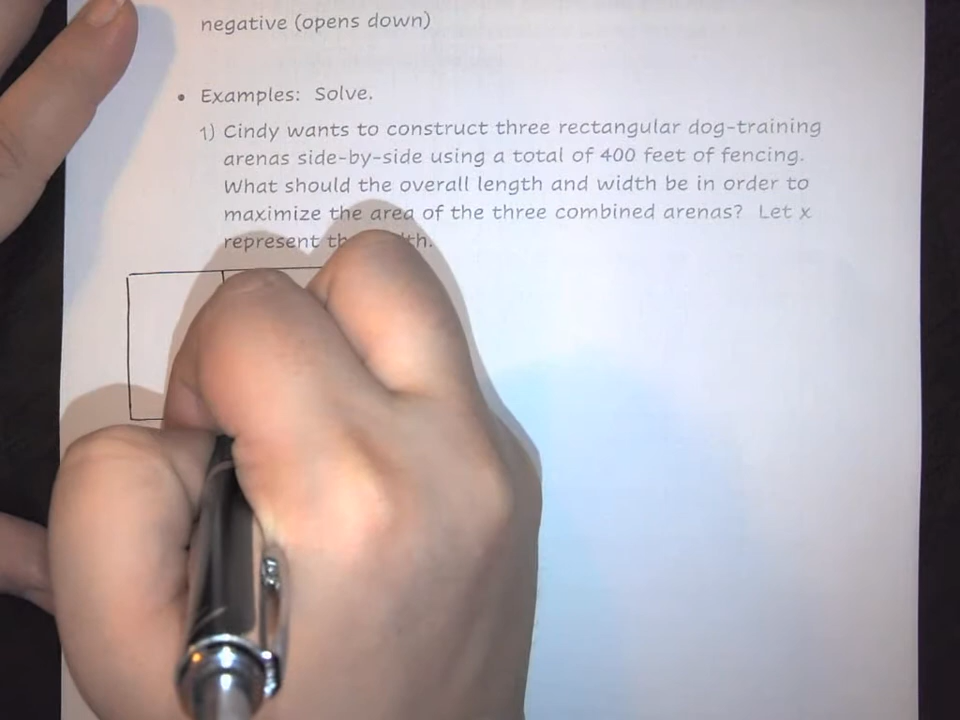 negative (opens down)
• Examples: Solve.
1) Cindy wants to construct three rectangular dog-training
arenas side-by-side using a total of 400 feet of fencing.
What should the overall length and width be in order to
maximize the area of the three combined arenas? Let x
represent